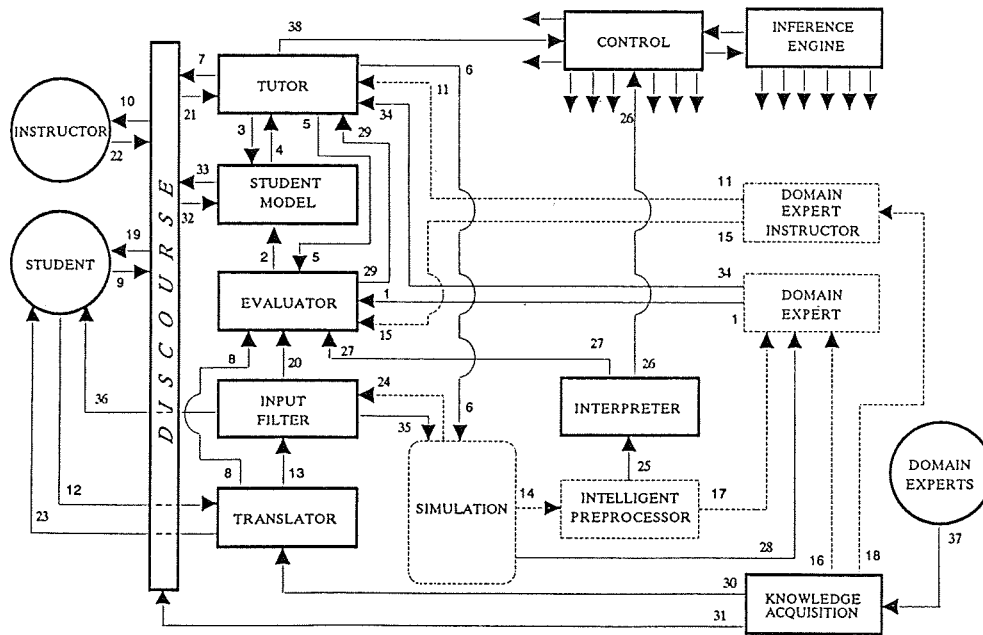 38
CONTROL
INFERENCE
ENGINE
7
TUTOR
6
11
10
21
34
26
INSTRUCTOR
3
5
29
22
4
33
STUDENT
MODEL
11
DOMAIN
EXPERT
INSTRUCTOR
32
15
19
STUDENT
2
5
29
34
9
EVALUATOR
1
DOMAIN
EXPERT
1
15
8
20
27
27
26
24
36
INPUT
FILTER
35
6
INTERPRETER
DISCOURSE
8
13
25
DOMAIN
EXPERTS
12
SIMULATION
14
INTELLIGENT
PREPROCESSOR
17
23
TRANSLATOR
28
16
18
37
30
KNOWLEDGE
ACQUISITION
31